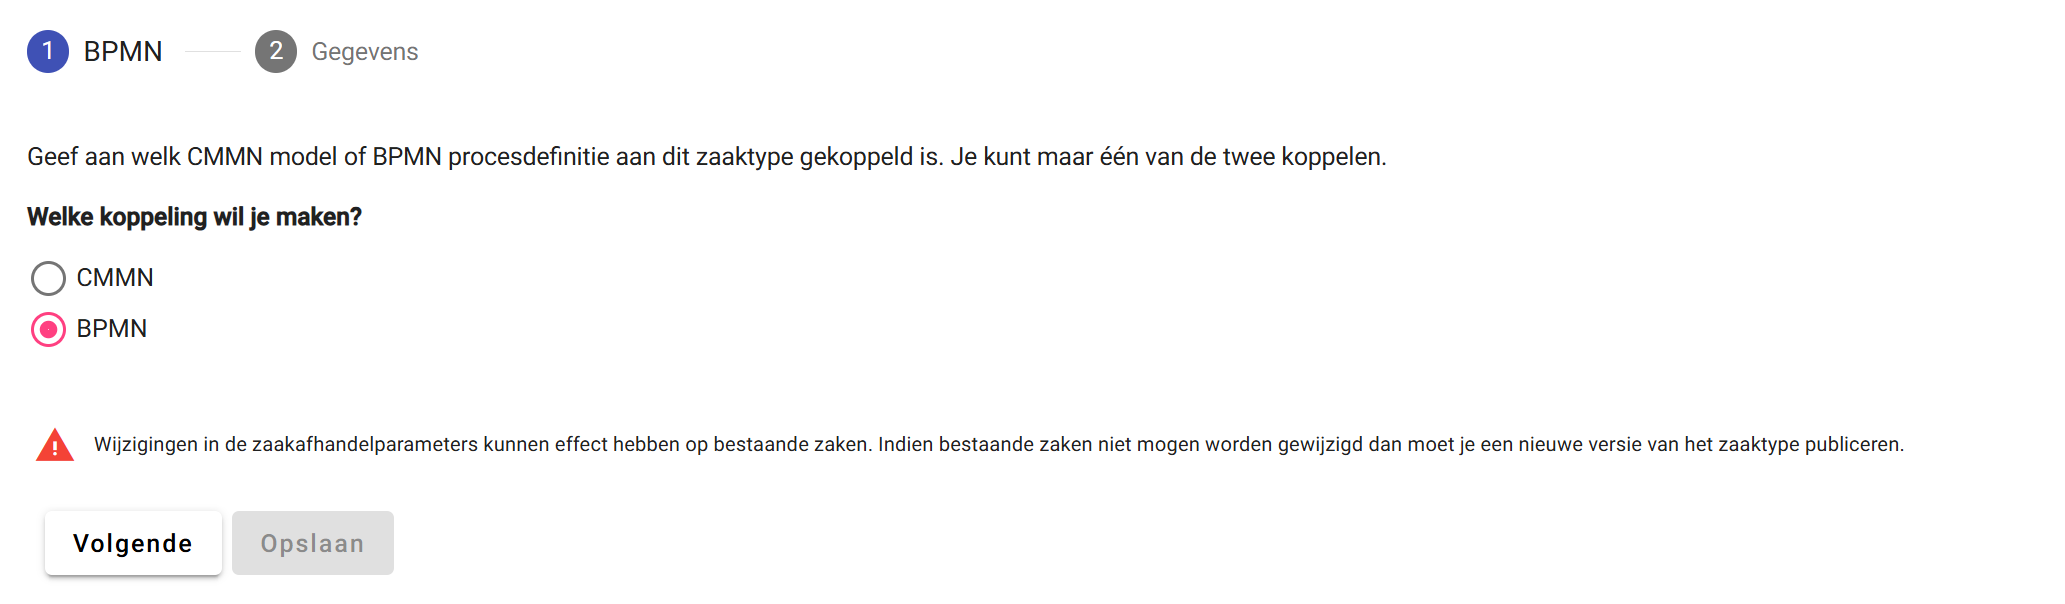 1 BPMN 2 Gegevens
Geef aan welk CMMN model of BPMN procesdefinitie aan dit zaaktype gekoppeld is. Je kunt maar één van de twee koppelen.
Welke koppeling wil je maken?
CMMN
BPMN
Wijzigingen in de zaakafhandelparameters kunnen effect hebben op bestaande zaken. Indien bestaande zaken niet mogen worden gewijzigd dan moet je een nieuwe versie van het zaaktype publiceren.
Volgende Opslaan